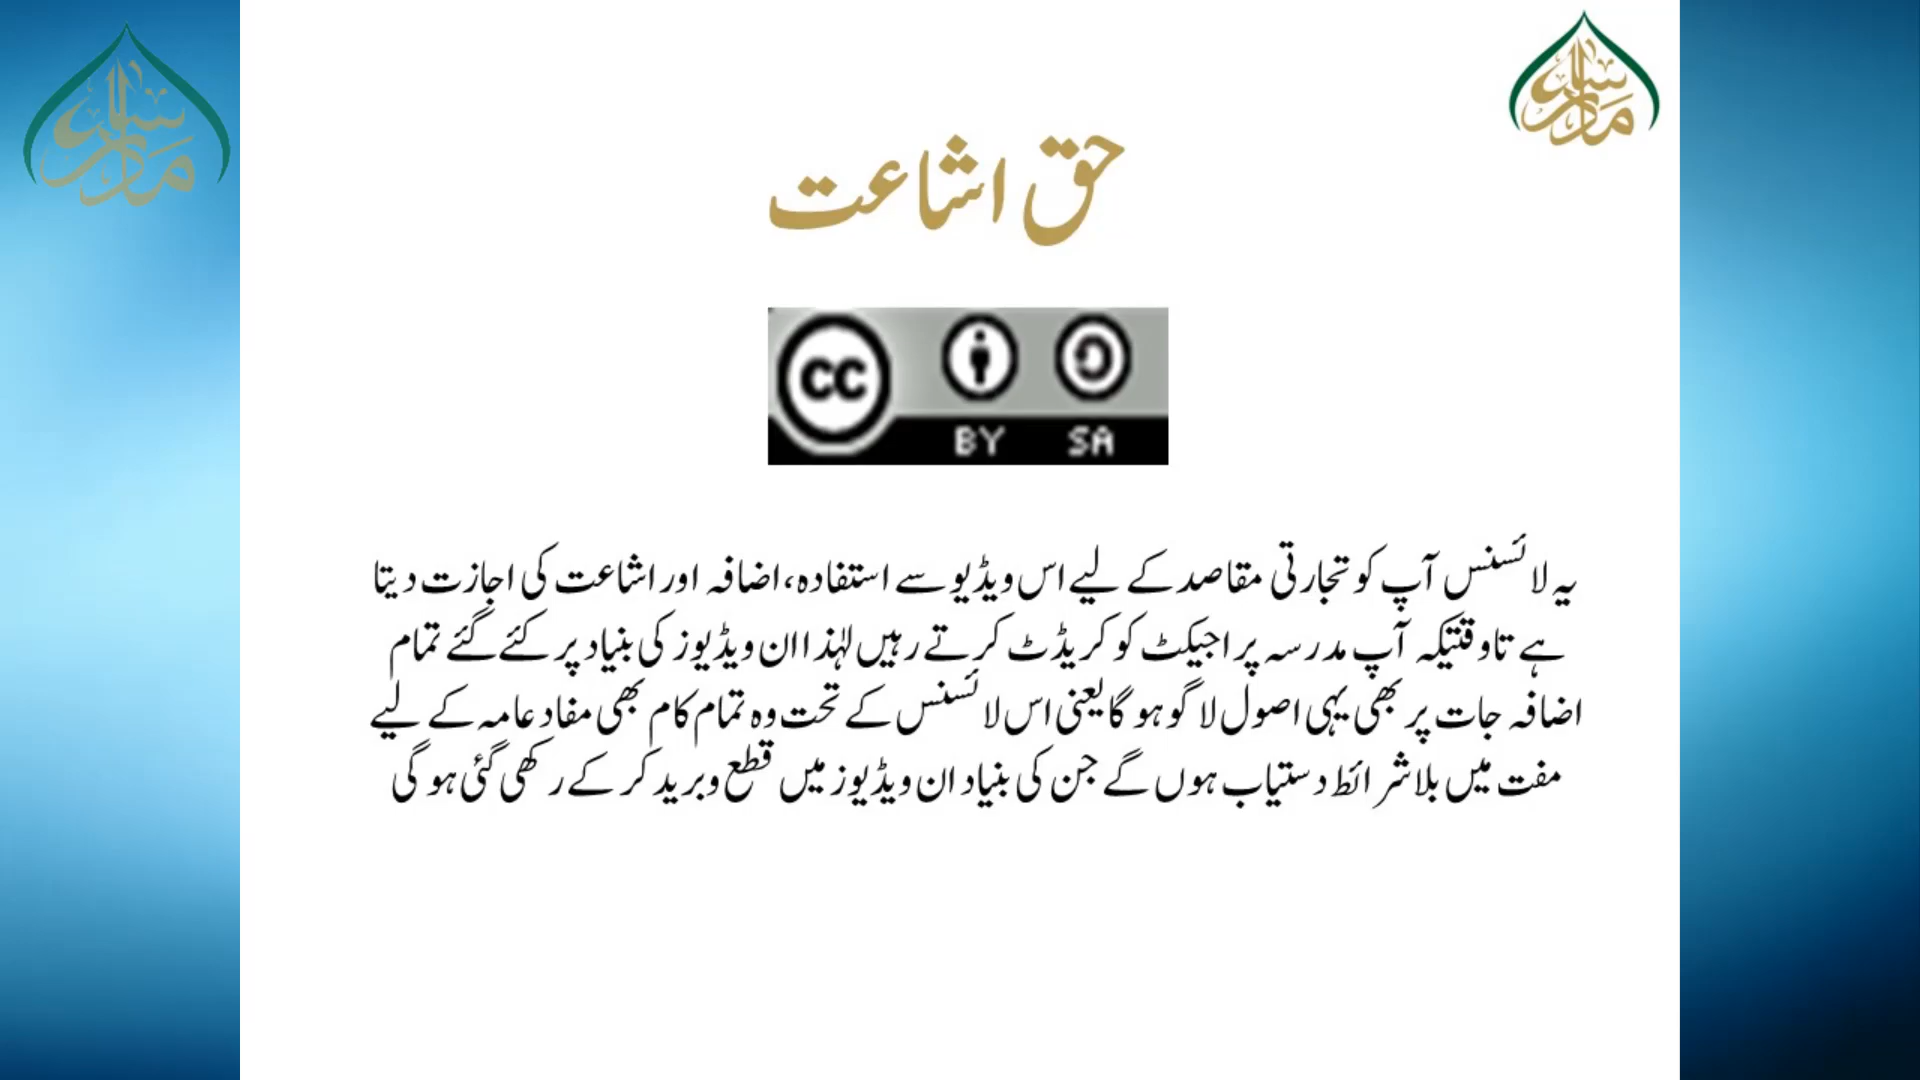 حق اشاعت
cc
BY SA
یہ لائسنس آپ کو تجارتی مقاصد کے لیے اس ویڈیو سے استفادہ، اضافہ اور اشاعت کی اجازت دیتا
ہے تاوقتیکہ آپ مدرسہ پراجیکٹ کو کریڈٹ کرتے رہیں لہٰذا ان ویڈیوز کی بنیاد پر کئے گئے تمام
اضافہ جات پر بھی یہی اصول لاگو ہو گا یعنی اس لائسنس کے تحت وہ تمام کام بھی مفاد عامہ کے لیے
مفت میں بلا شرائط دستیاب ہوں گے جن کی بنیاد ان ویڈیوز میں قطع و برید کر کے رکھی گئی ہو گی